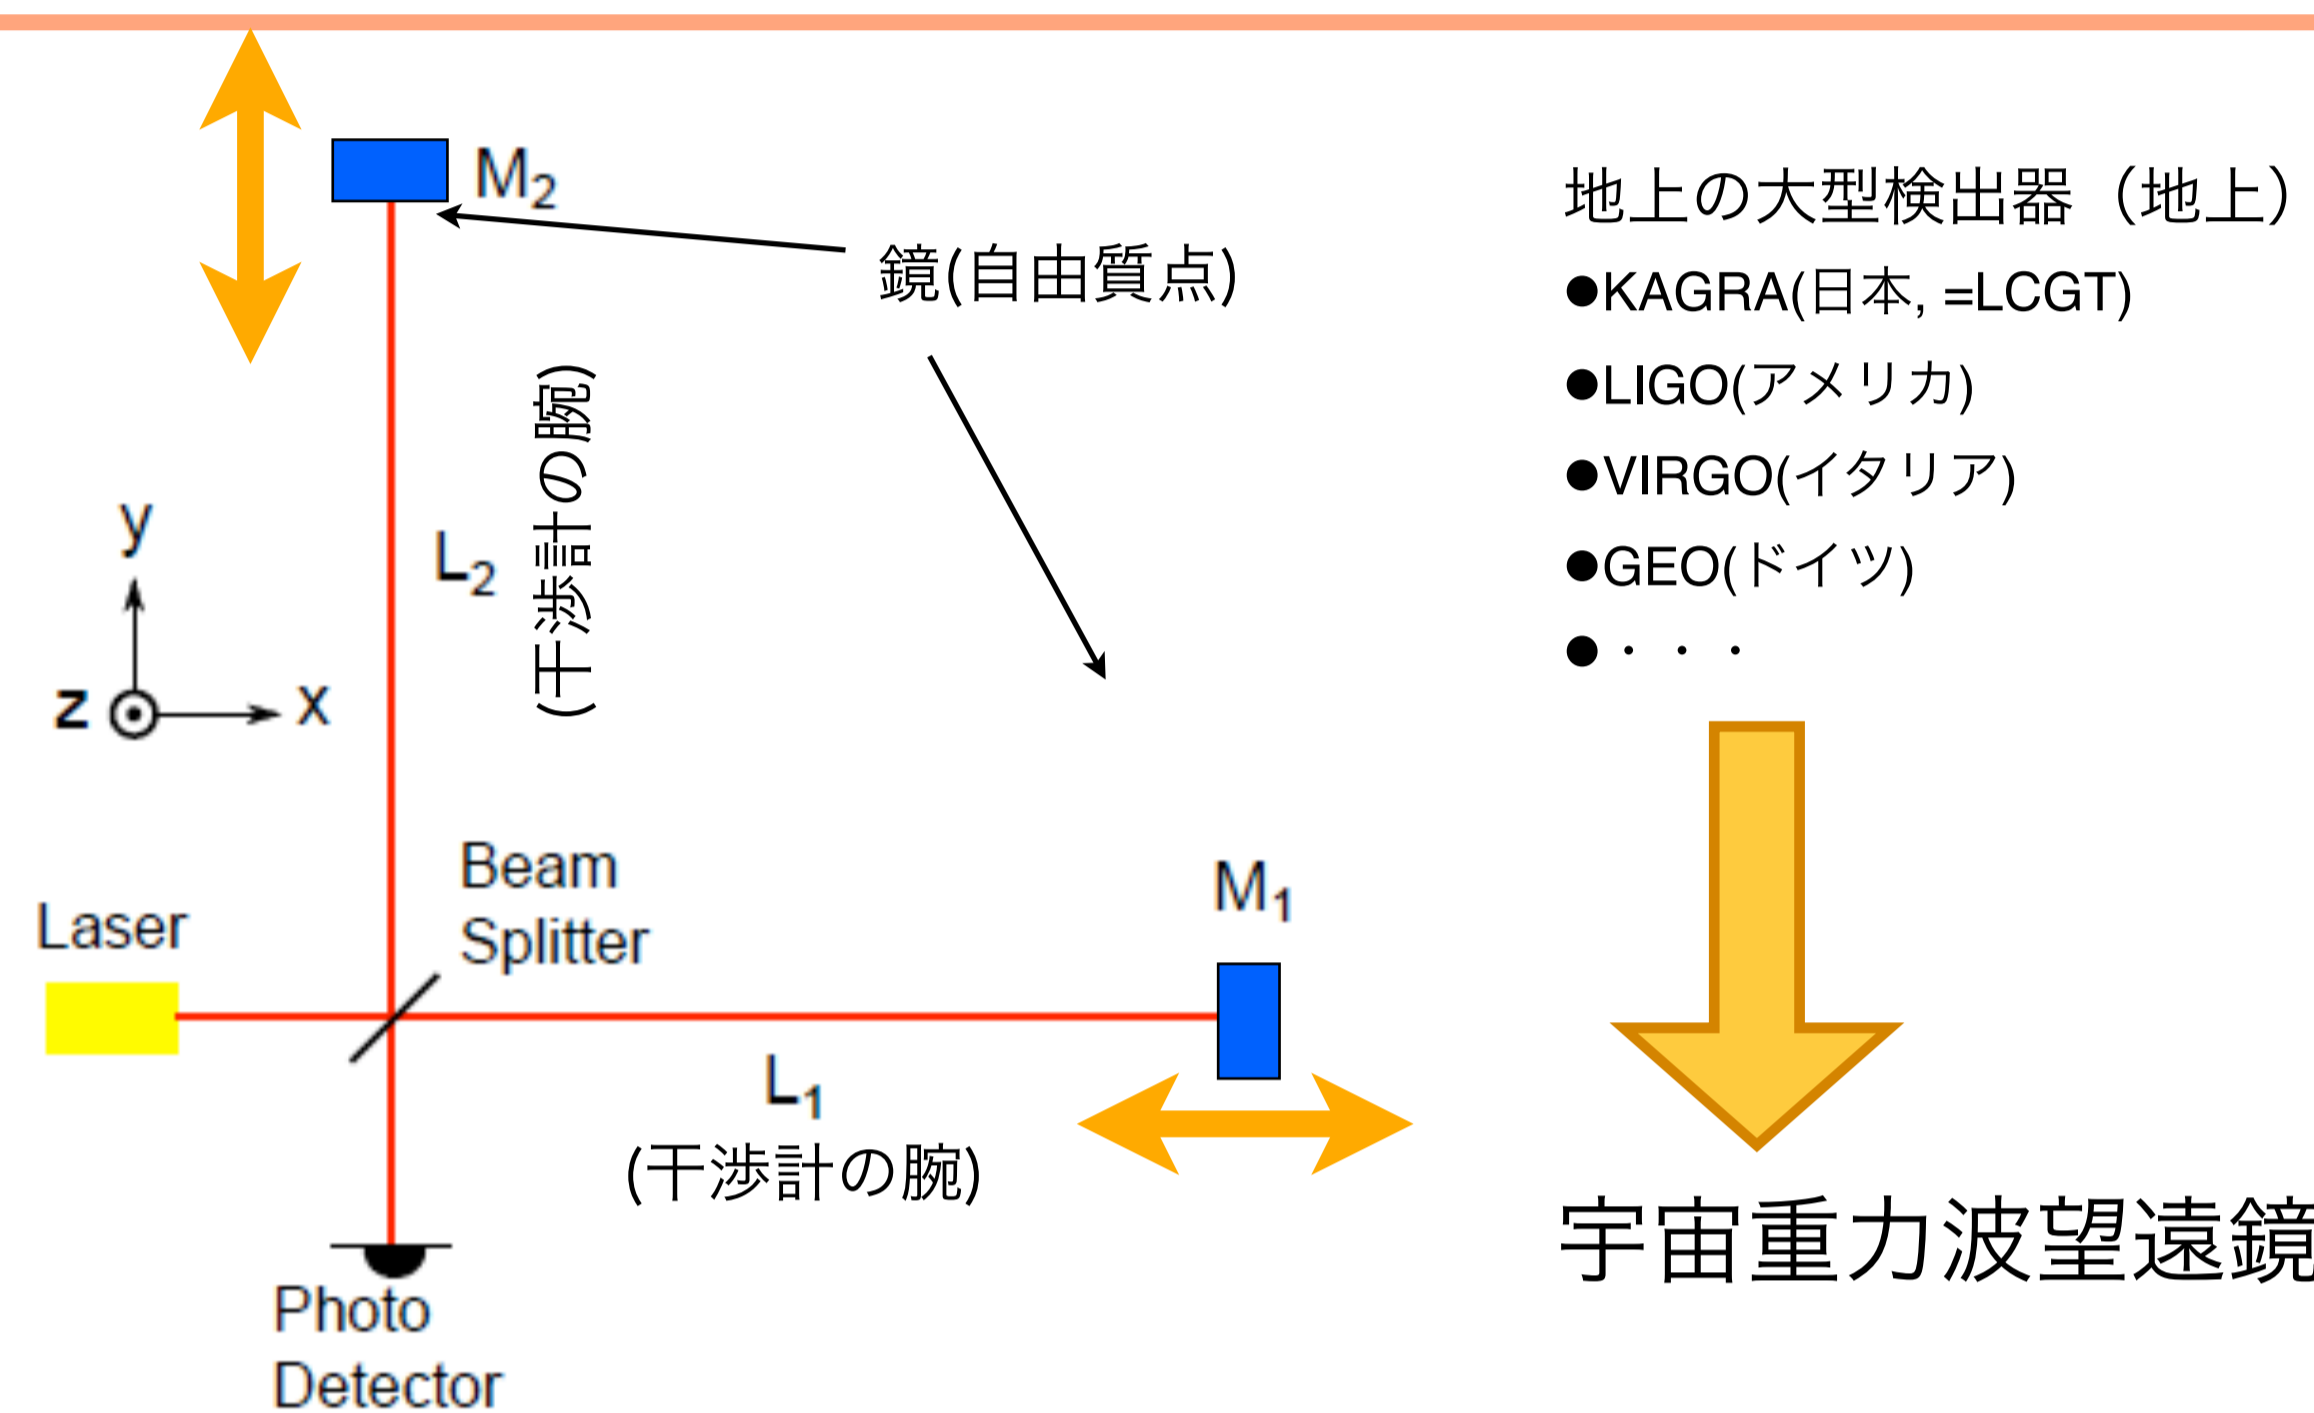 M2
鏡(自由質点)
(干渉計の腕)
L2
y
z
x
Beam
Splitter
Laser
M1
L1
(干渉計の腕)
Photo
Detector
地上の大型検出器（地上）
●KAGRA(日本, =LCGT)
●LIGO(アメリカ)
●VIRGO(イタリア)
●GEO(ドイツ)
●・・・
宇宙重力波望遠鏡